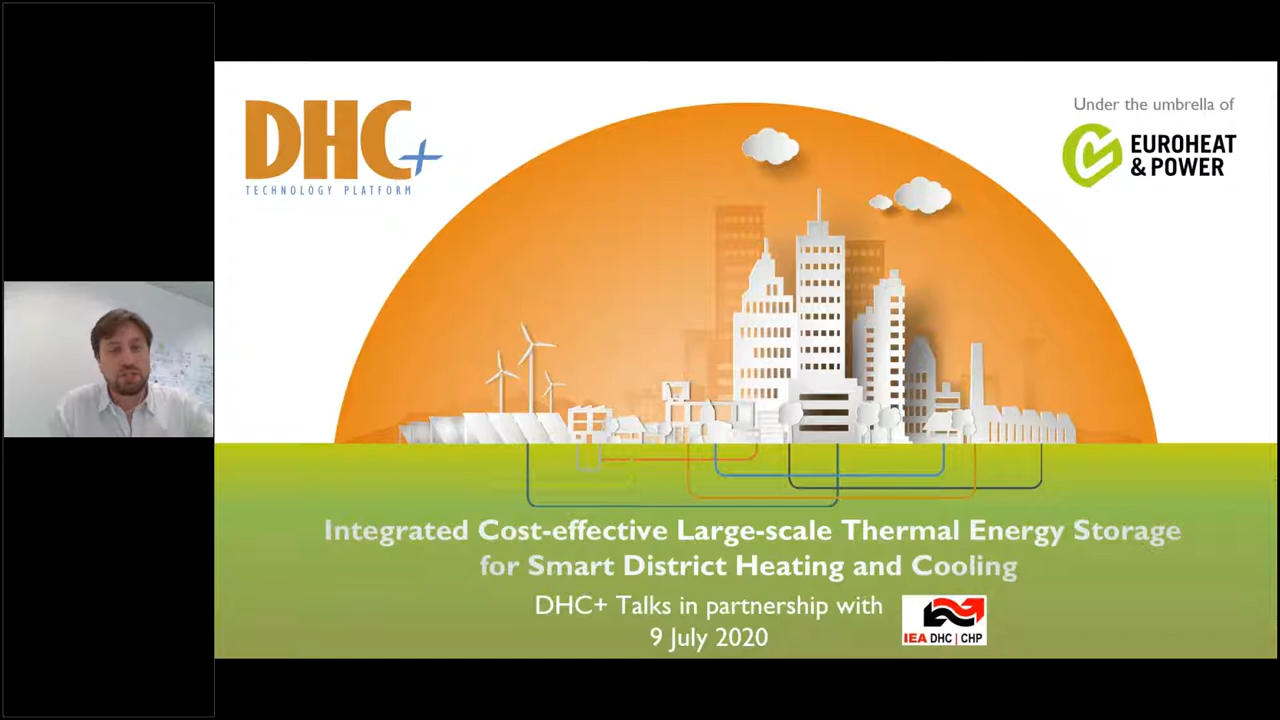 DHC+
TECHNOLOGY PLATFORM
Under the umbrella of
EUROHEAT
& POWER
Integrated Cost-effective Large-scale Thermal Energy Storage
for Smart District Heating and Cooling
DHC+ Talks in partnership with
IEA DHC | CHP
9 July 2020